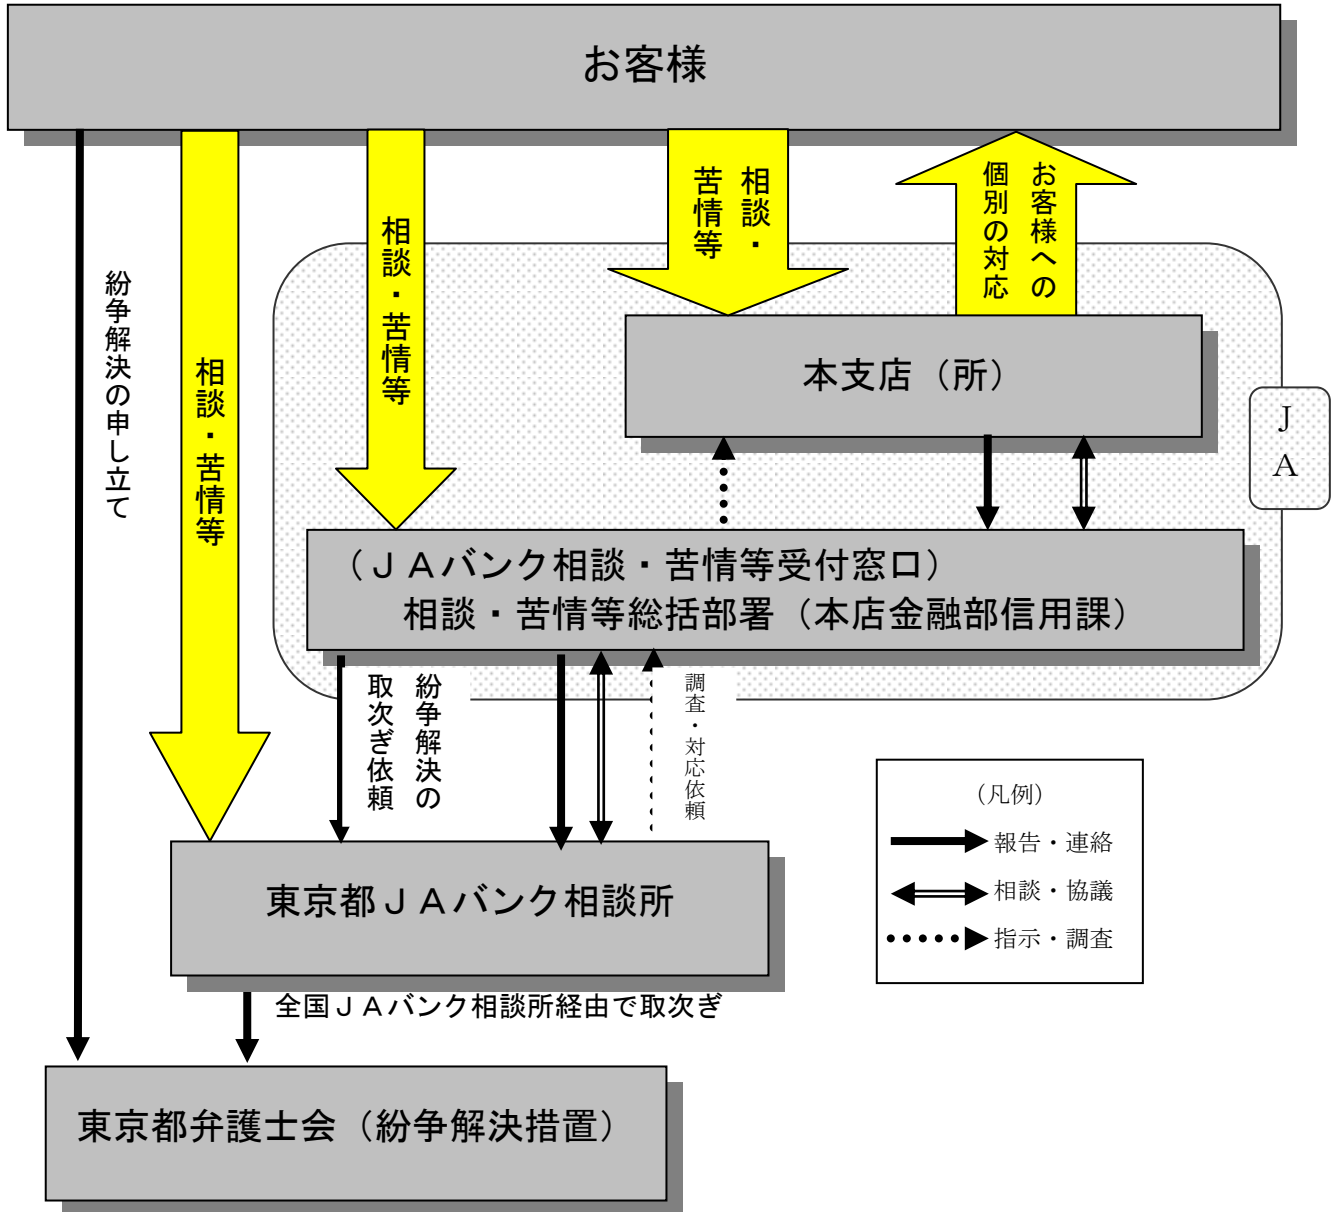 お客様
紛争解決の申し立て
相談・苦情等
相談・苦情等
相談・
苦情等
お客様への
個別の対応
本支店（所）
ＪＡ
（ＪＡバンク相談・苦情等受付窓口）
相談・苦情等総括部署（本店金融部信用課）
紛争解決の
取次ぎ依頼
調査・対応依頼
（凡例）
報告・連絡
相談・協議
指示・調査
東京都ＪＡバンク相談所
全国ＪＡバンク相談所経由で取次ぎ
東京都弁護士会（紛争解決措置）